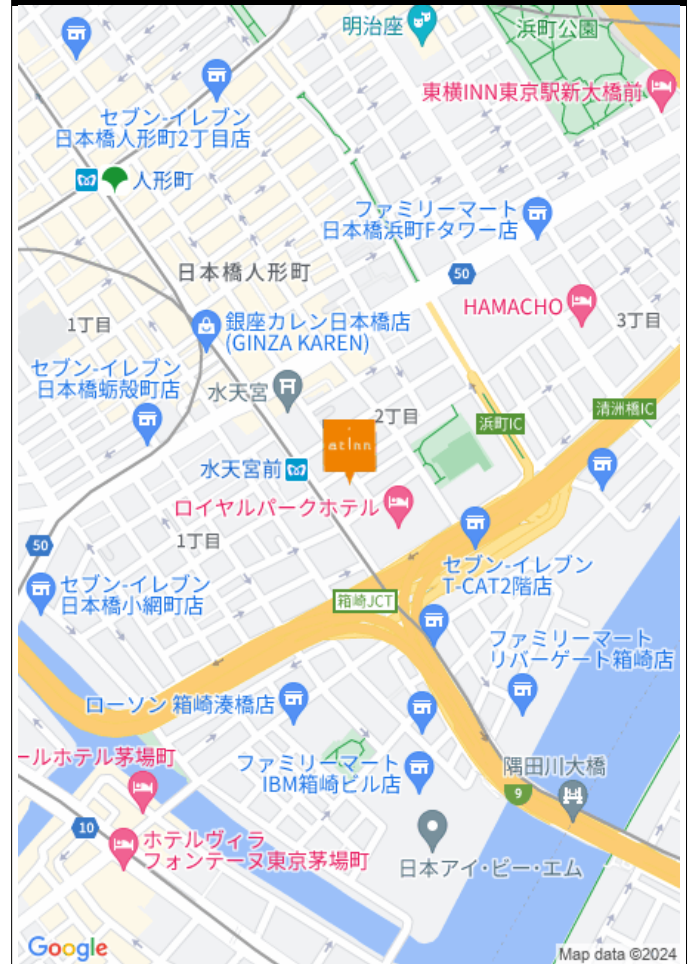 明治座
浜町公園
東横INN東京駅新大橋前
セブン-イレブン
日本橋人形町2丁目店
人形町
ファミリーマート
日本橋浜町Fタワー店
日本橋人形町
50
HAMACHO
1丁目
銀座カレン日本橋店
(GINZA KAREN)
3丁目
セブン-イレブン
日本橋蛎殻町店
水天宮
2丁目
清洲橋IC
浜町IC
atinn
水天宮前
ロイヤルパークホテル
1丁目
50
セブン-イレブン
T-CAT2階店
セブン-イレブン
日本橋小網町店
箱崎JCT
ファミリーマート
リバーゲート箱崎店
ローソン 箱崎湊橋店
ールホテル茅場町
ファミリーマート
IBM箱崎ビル店
隅田川大橋
9
10
ホテルヴィラ
フォンテーヌ東京茅場町
日本アイ・ビー・エム
Google
Map data ©2024